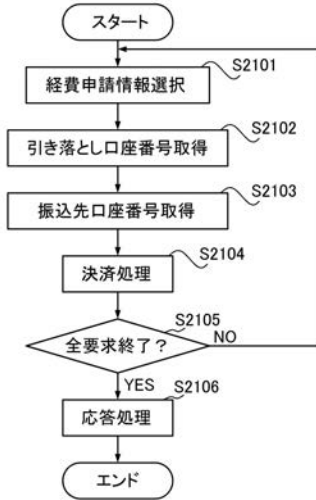 スタート
S2101
経費申請情報選択
S2102
引き落とし口座番号取得
S2103
振込先口座番号取得
S2104
決済処理
S2105
全要求終了?
NO
YES
S2106
応答処理
エンド